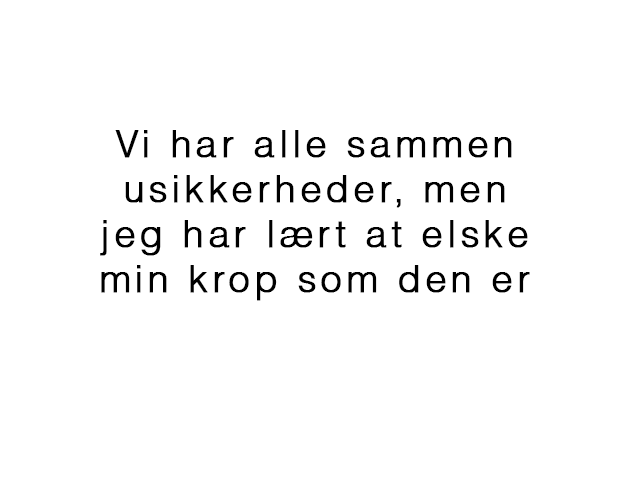 Vi har alle sammen
usikkerheder, men
jeg har lært at elske
min krop som den er